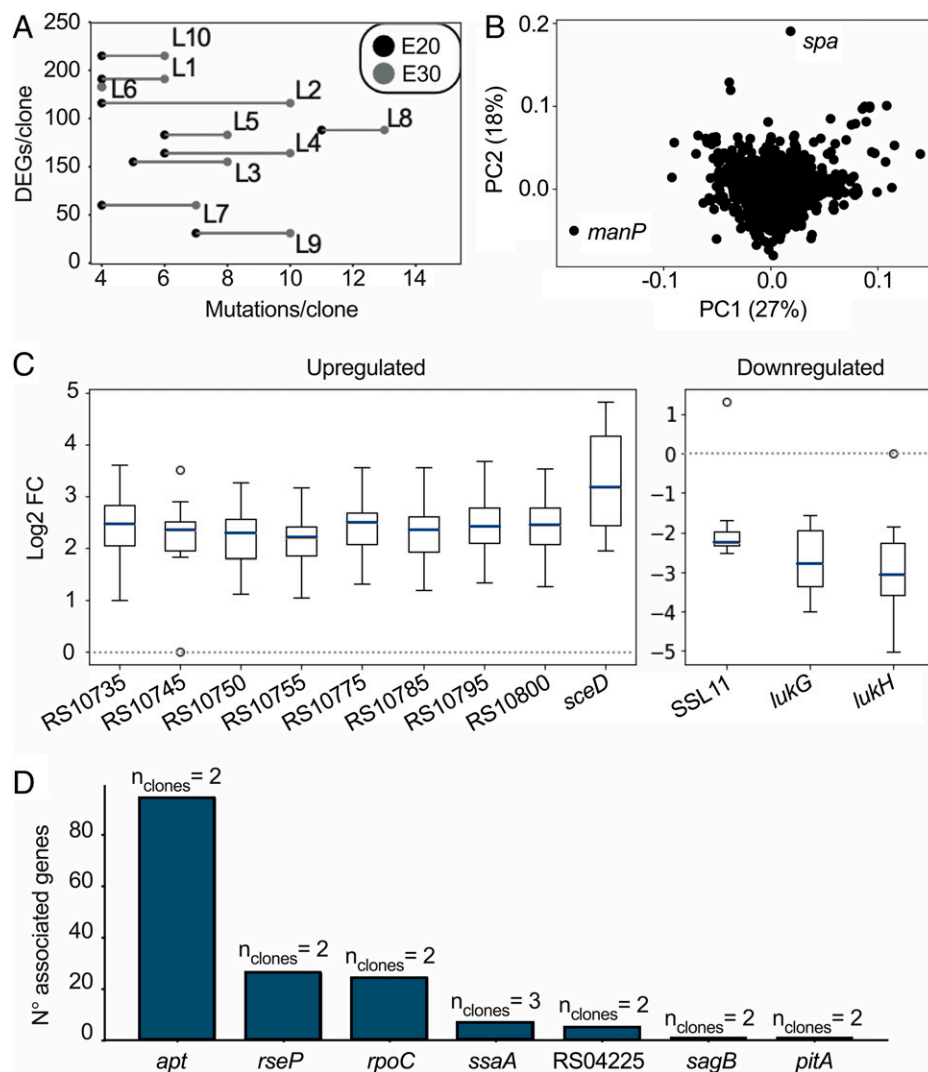 A
250
200
100
150
50
0
DEGs/clone
L10
L1
L6
L2
L5
L8
L4
L3
L7
L9
E20
E30
4 6 8 10 12 14
Mutations/clone
B
0.2
0.1
0.0
PC2 (18%)
spa
manP
-0.1 0.0 0.1
PC1 (27%)
C
Upregulated
Downregulated
5
4
3
2
1
0
Log2 FC
RS10735 RS10745 RS10750 RS10755 RS10775 RS10785 RS10795 RS10800 sceD
1
0
−1
−2
−3
−4
−5
SSL11 lukG lukH
D
nclones= 2
nclones= 2
nclones= 2
nclones= 3
nclones= 2
nclones= 2
nclones= 2
80
60
40
20
0
N° associated genes
apt rseP rpoC ssaA RS04225 sagB pitA